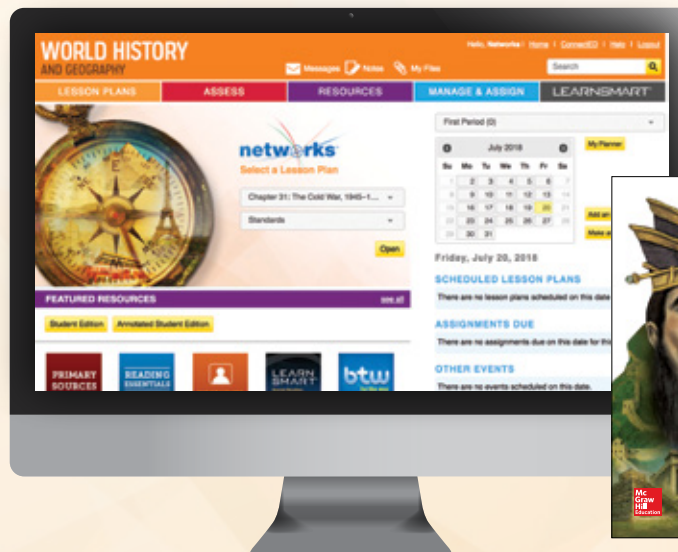 WORLD HISTORY
AND GEOGRAPHY
Hello, Networks! | Home | ConnectED | Help | Logout
Messages Notes My Files
Search
LESSON PLANS ASSESS RESOURCES MANAGE & ASSIGN LEARNSMART
networks
Select a Lesson Plan
Chapter 31: The Cold War, 1945–1...
Standards
Open
First Period (0)
July 2018
My Planner
Su Mo Tu We Th Fr Sa
1 2 3 4 5 6 7
8 9 10 11 12 13 14
15 16 17 18 19 20 21
22 23 24 25 26 27 28
29 30 31
Add an
Make an
Friday, July 20, 2018
SCHEDULED LESSON PLANS
There are no lesson plans scheduled on this date
ASSIGNMENTS DUE
There are no assignments due on this date for this
OTHER EVENTS
There are no events scheduled on this date.
FEATURED RESOURCES see all
Student Edition Annotated Student Edition
PRIMARY
SOURCES
READING
ESSENTIALS
LEARN
SMART
btw
Mc
Graw
Hill
Education